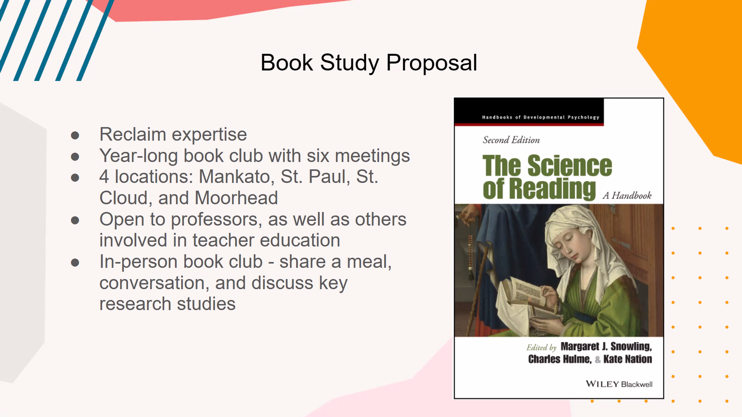 Book Study Proposal
● Reclaim expertise
● Year-long book club with six meetings
● 4 locations: Mankato, St. Paul, St.
Cloud, and Moorhead
● Open to professors, as well as others
involved in teacher education
● In-person book club - share a meal,
conversation, and discuss key
research studies
Handbooks of Developmental Psychology
Second Edition
The Science
of Reading
A Handbook
Edited by Margaret J. Snowling,
Charles Hulme, & Kate Nation
WILEY Blackwell